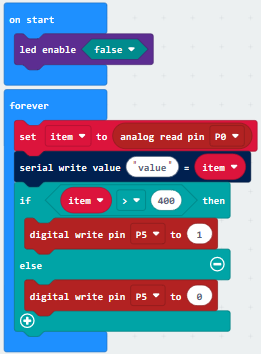 on start
led enable false
forever
set item to analog read pin P0
serial write value "value" = item
if item > 400 then
digital write pin P5 to 1
else
digital write pin P5 to 0